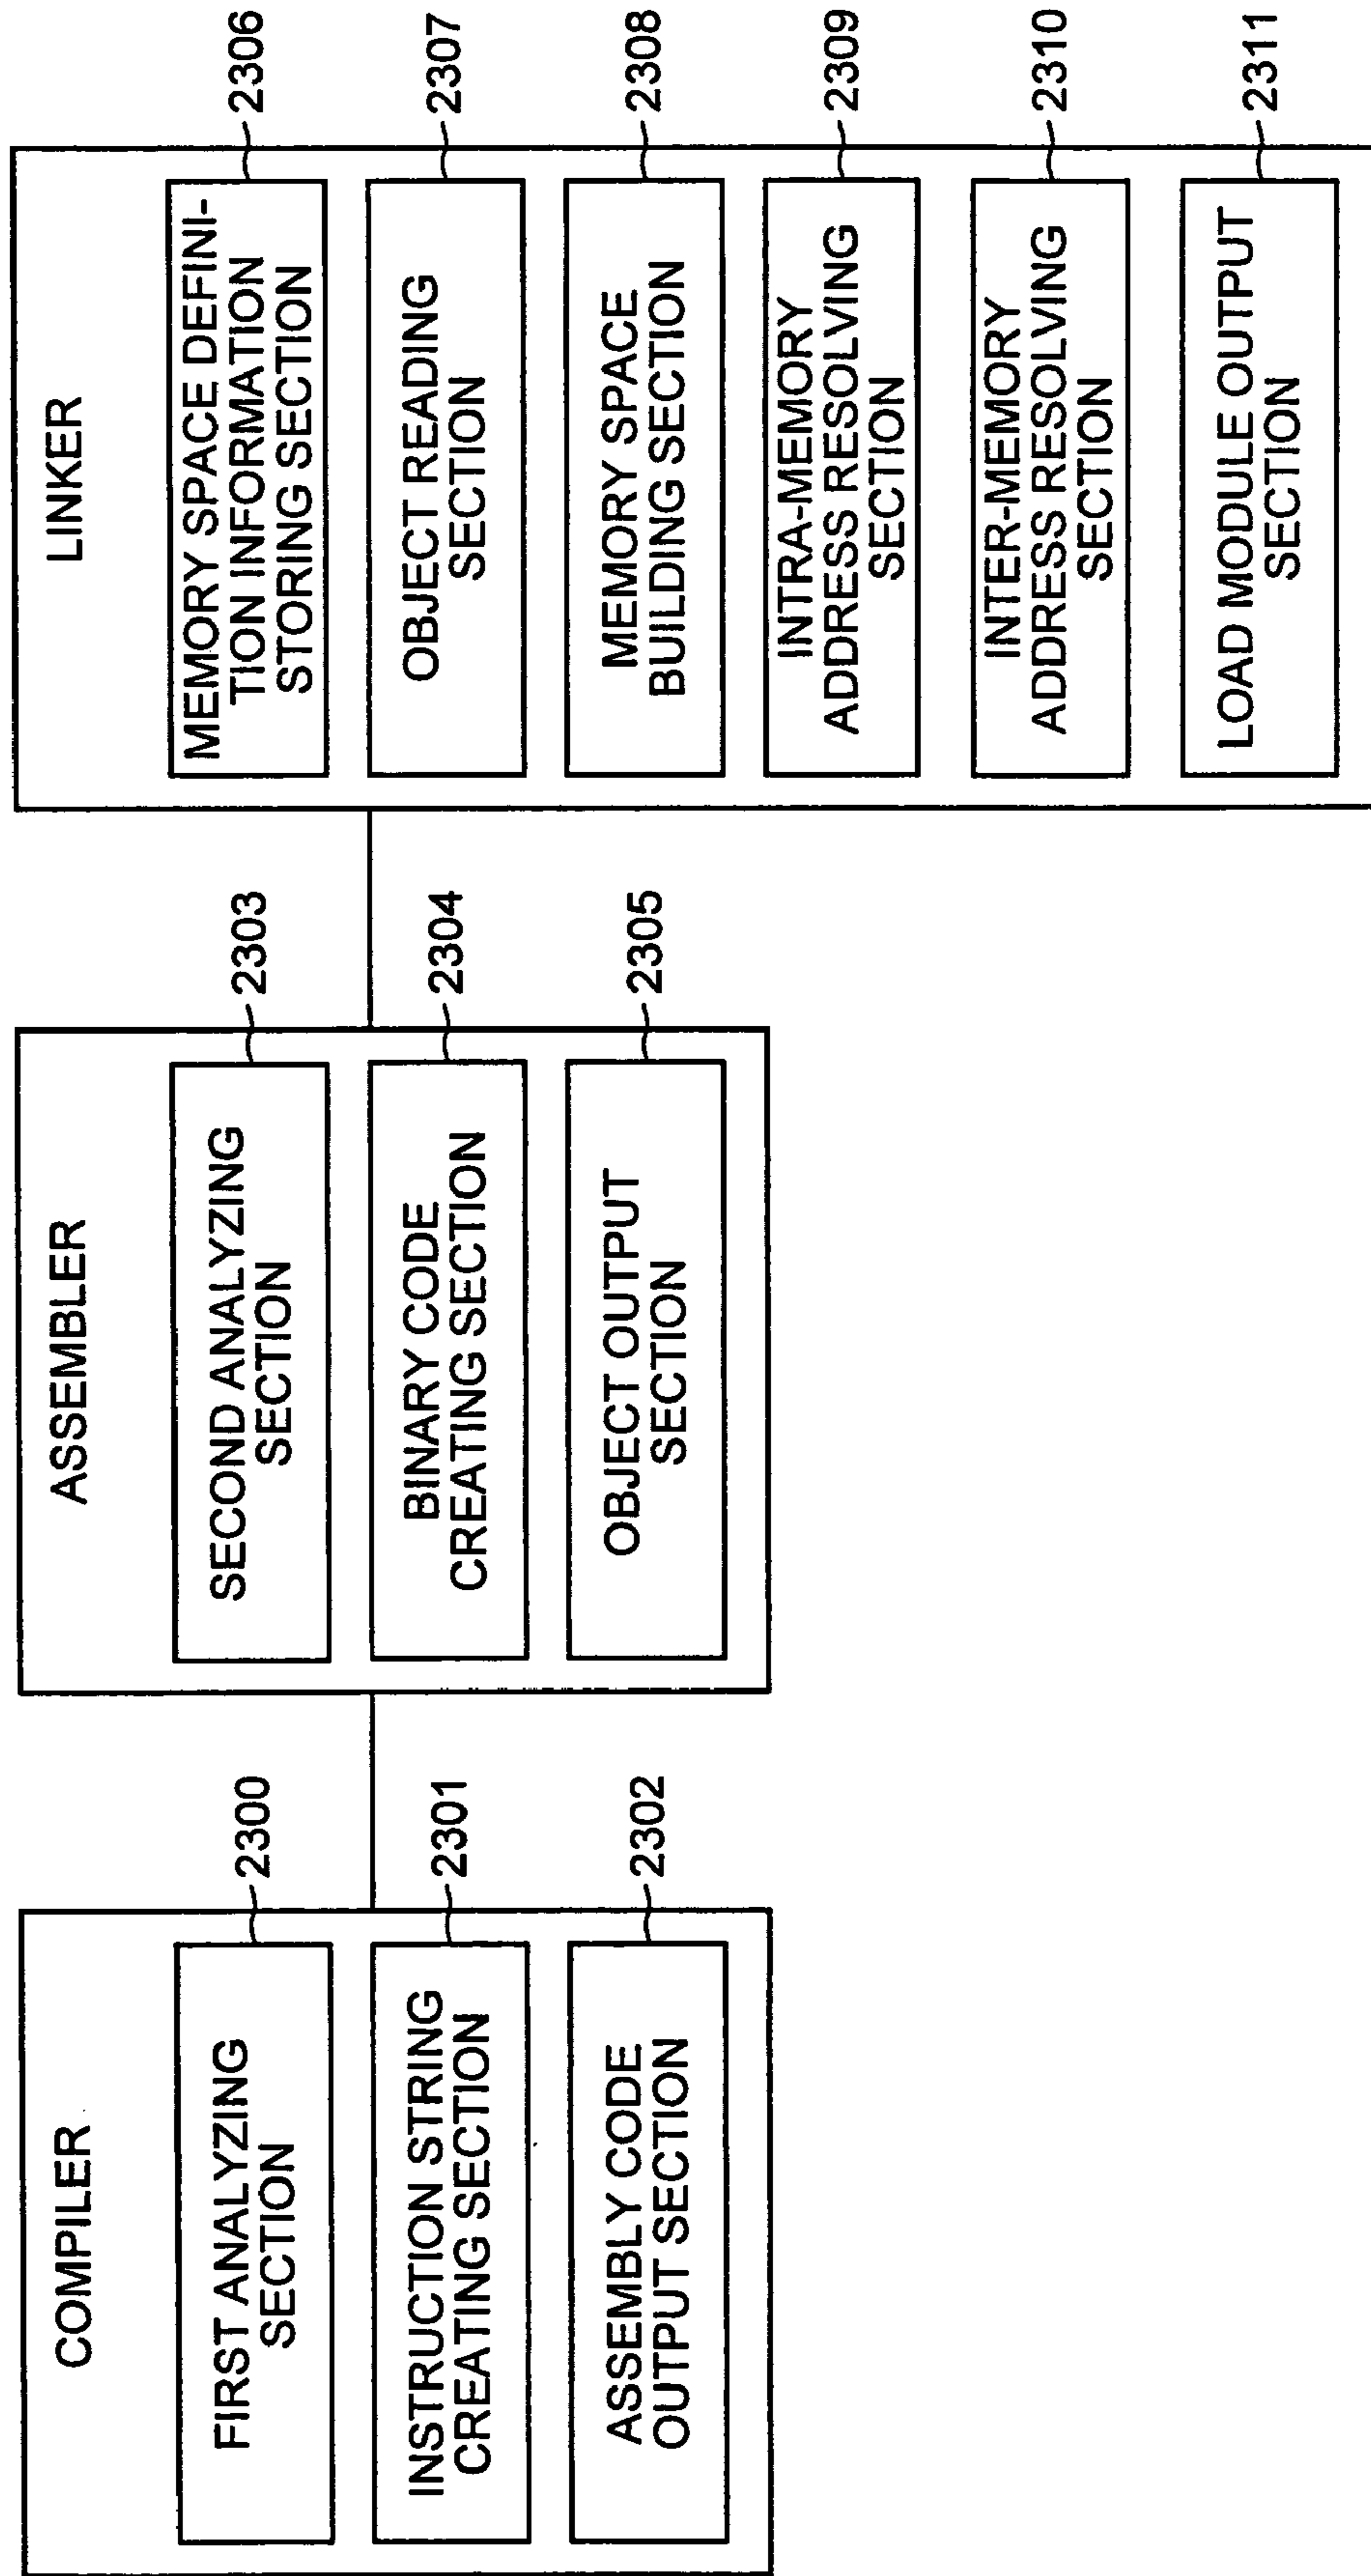 COMPILER
FIRST ANALYZING
SECTION
2300
INSTRUCTION STRING
CREATING SECTION
2301
ASSEMBLY CODE
OUTPUT SECTION
2302
ASSEMBLER
SECOND ANALYZING
SECTION
2303
BINARY CODE
CREATING SECTION
2304
OBJECT OUTPUT
SECTION
2305
LINKER
MEMORY SPACE DEFINI-
TION INFORMATION
STORING SECTION
2306
OBJECT READING
SECTION
2307
MEMORY SPACE
BUILDING SECTION
2308
INTRA-MEMORY
ADDRESS RESOLVING
SECTION
2309
INTER-MEMORY
ADDRESS RESOLVING
SECTION
2310
LOAD MODULE OUTPUT
SECTION
2311